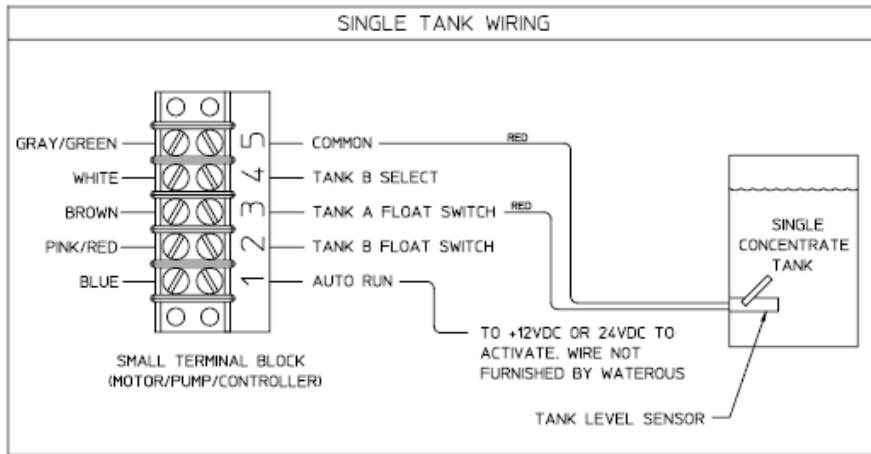 SINGLE TANK WIRING
GRAY/GREEN 5 COMMON RED
WHITE 4 TANK B SELECT
BROWN 3 TANK A FLOAT SWITCH RED
PINK/RED 2 TANK B FLOAT SWITCH
BLUE 1 AUTO RUN
SINGLE
CONCENTRATE
TANK
TO +12VDC OR 24VDC TO
ACTIVATE. WIRE NOT
FURNISHED BY WATEROUS
SMALL TERMINAL BLOCK
(MOTOR/PUMP/CONTROLLER)
TANK LEVEL SENSOR